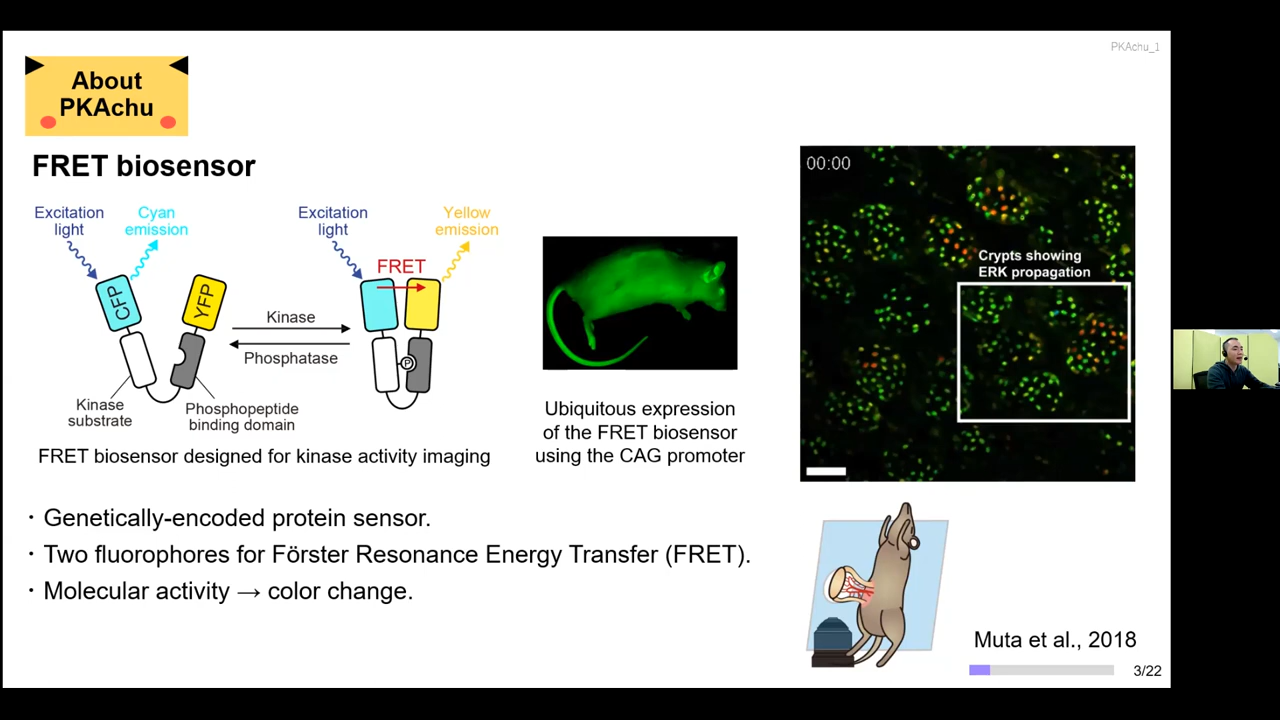 PKAchu_1
About
PKAchu
FRET biosensor
Excitation
light
Cyan
emission
Excitation
light
Yellow
emission
FRET
CFP
YFP
Kinase
Phosphatase
P
Kinase
substrate
Phosphopeptide
binding domain
FRET biosensor designed for kinase activity imaging
Ubiquitous expression
of the FRET biosensor
using the CAG promoter
00:00
Crypts showing
ERK propagation
・Genetically-encoded protein sensor.
・Two fluorophores for Förster Resonance Energy Transfer (FRET).
・Molecular activity → color change.
Muta et al., 2018
3/22